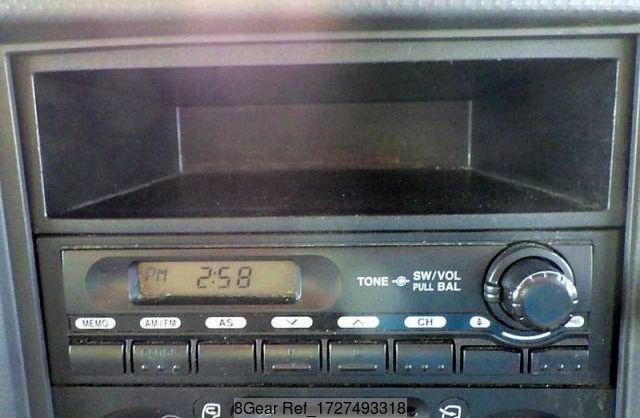 PM 2:58
TONE
SW/VOL
PULL BAL
MEMO AM/FM AS CH
8Gear Ref_1727493318